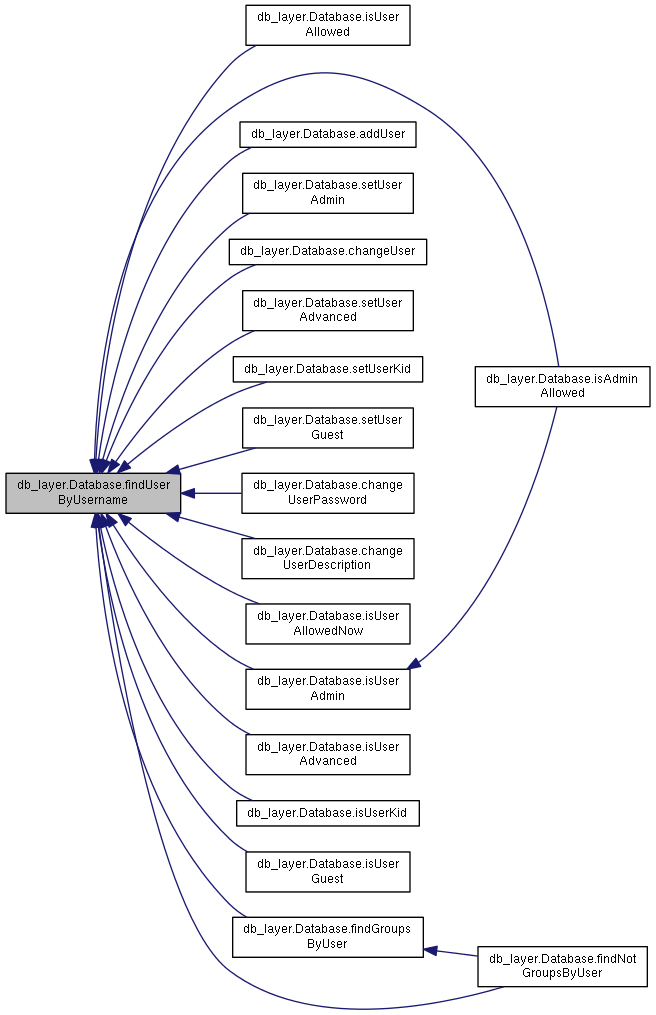 db_layer.Database.isUser
Allowed
db_layer.Database.addUser
db_layer.Database.setUser
Admin
db_layer.Database.changeUser
db_layer.Database.setUser
Advanced
db_layer.Database.setUserKid
db_layer.Database.isAdmin
Allowed
db_layer.Database.setUser
Guest
db_layer.Database.findUser
ByUsername
db_layer.Database.change
UserPassword
db_layer.Database.change
UserDescription
db_layer.Database.isUser
AllowedNow
db_layer.Database.isUser
Admin
db_layer.Database.isUser
Advanced
db_layer.Database.isUserKid
db_layer.Database.isUser
Guest
db_layer.Database.findGroups
ByUser
db_layer.Database.findNot
GroupsByUser